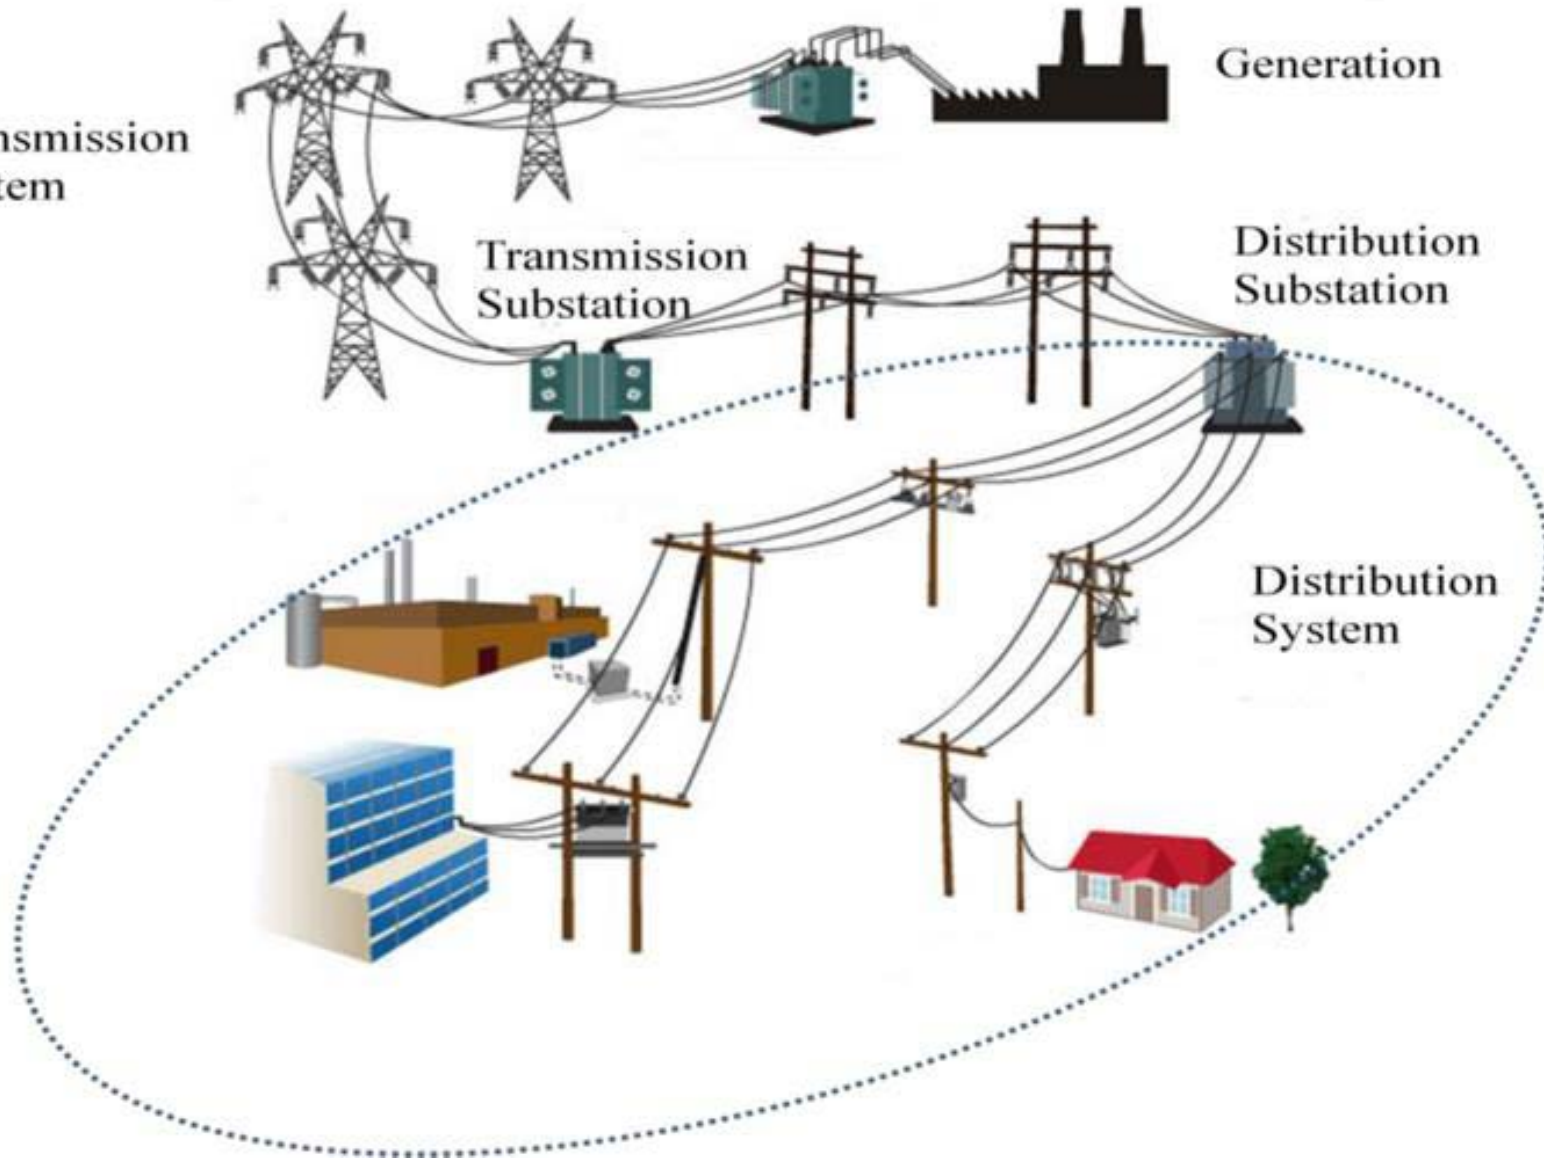 Generation
nsmission
tem
Transmission
Substation
Distribution
Substation
Distribution
System